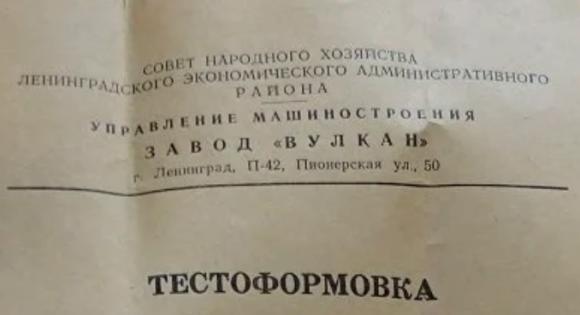 СОВЕТ НАРОДНОГО ХОЗЯЙСТВА
ЛЕНИНГРАДСКОГО ЭКОНОМИЧЕСКОГО АДМИНИСТРАТИВНОГО
РАЙОНА
УПРАВЛЕНИЕ МАШИНОСТРОЕНИЯ
ЗАВОД «ВУЛКАН»
г. Ленинград, П-42, Пионерская ул., 50
ТЕСТОФОРМОВКА